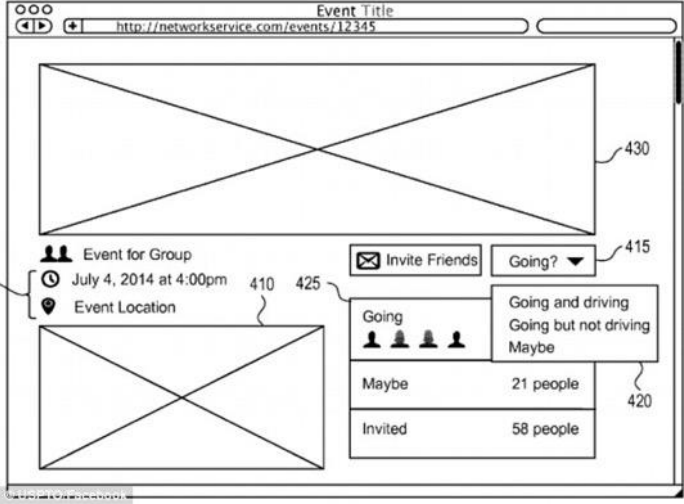 Event Title
http://networkservice.com/events/12345
430
Event for Group
Invite Friends
Going?
415
July 4, 2014 at 4:00pm
410
425
Event Location
Going
Going and driving
Going but not driving
Maybe
420
Maybe 21 people
Invited 58 people
© USPTO/Facebook